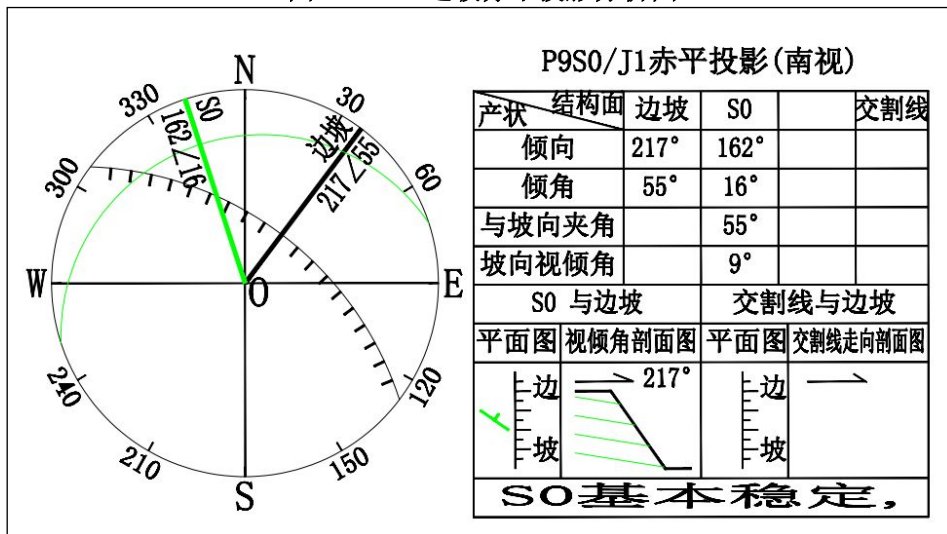 P9S0/J1赤平投影(南视)
N
330
30
S0
162∠16
边坡
217∠55
300
60
W
O
E
240
120
210
150
S
产状 结构面 边坡 S0 交割线
倾向 217° 162°
倾角 55° 16°
与坡向夹角 55°
坡向视倾角 9°
S0 与边坡 交割线与边坡
平面图 视倾角剖面图 平面图 交割线走向剖面图
边坡 217° 边坡
S0基本稳定,